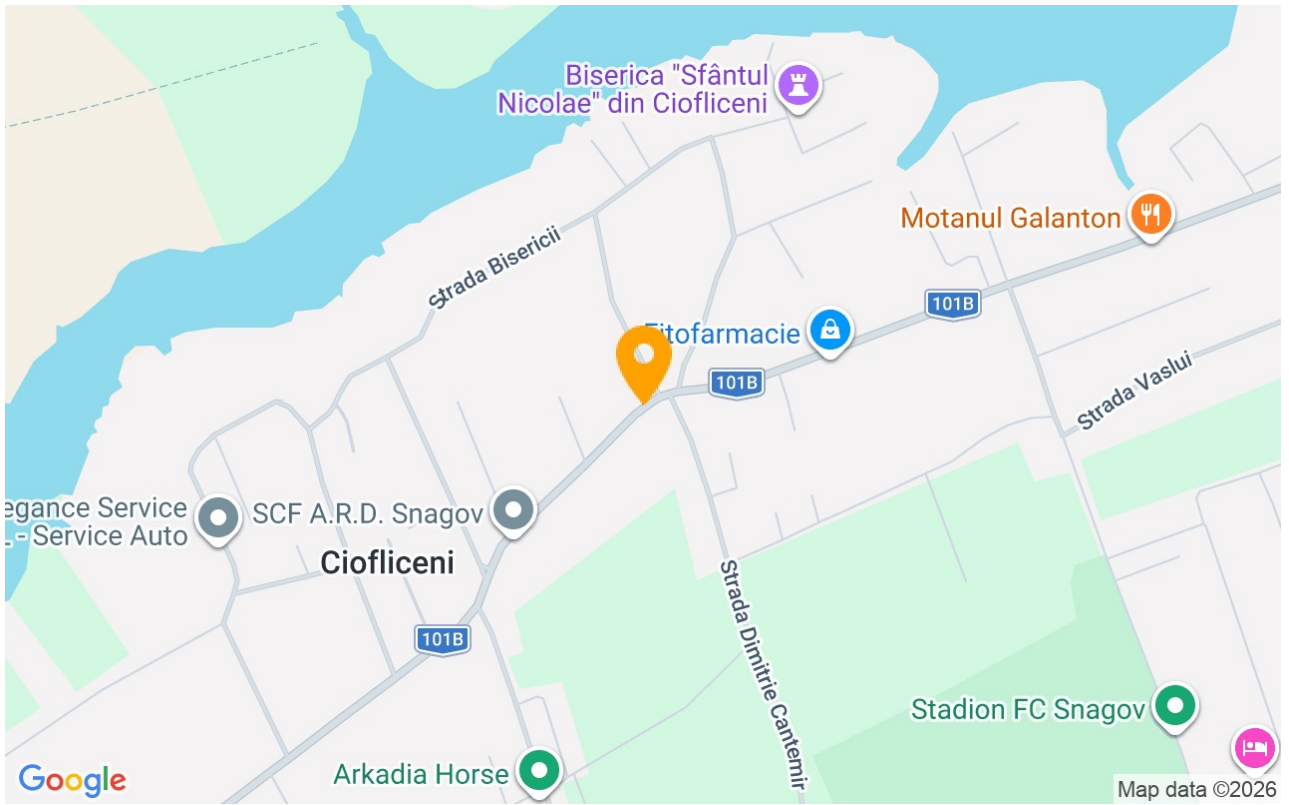 Biserica "Sfântul
Nicolae" din Ciofliceni
Motanul Galanton
Strada Bisericii
101B
Fitofarmacie
101B
Strada Vaslui
egance Service
- Service Auto
SCF A.R.D. Snagov
Ciofliceni
101B
Strada Dimitrie Cantemir
Stadion FC Snagov
Arkadia Horse
Google
Map data ©2026